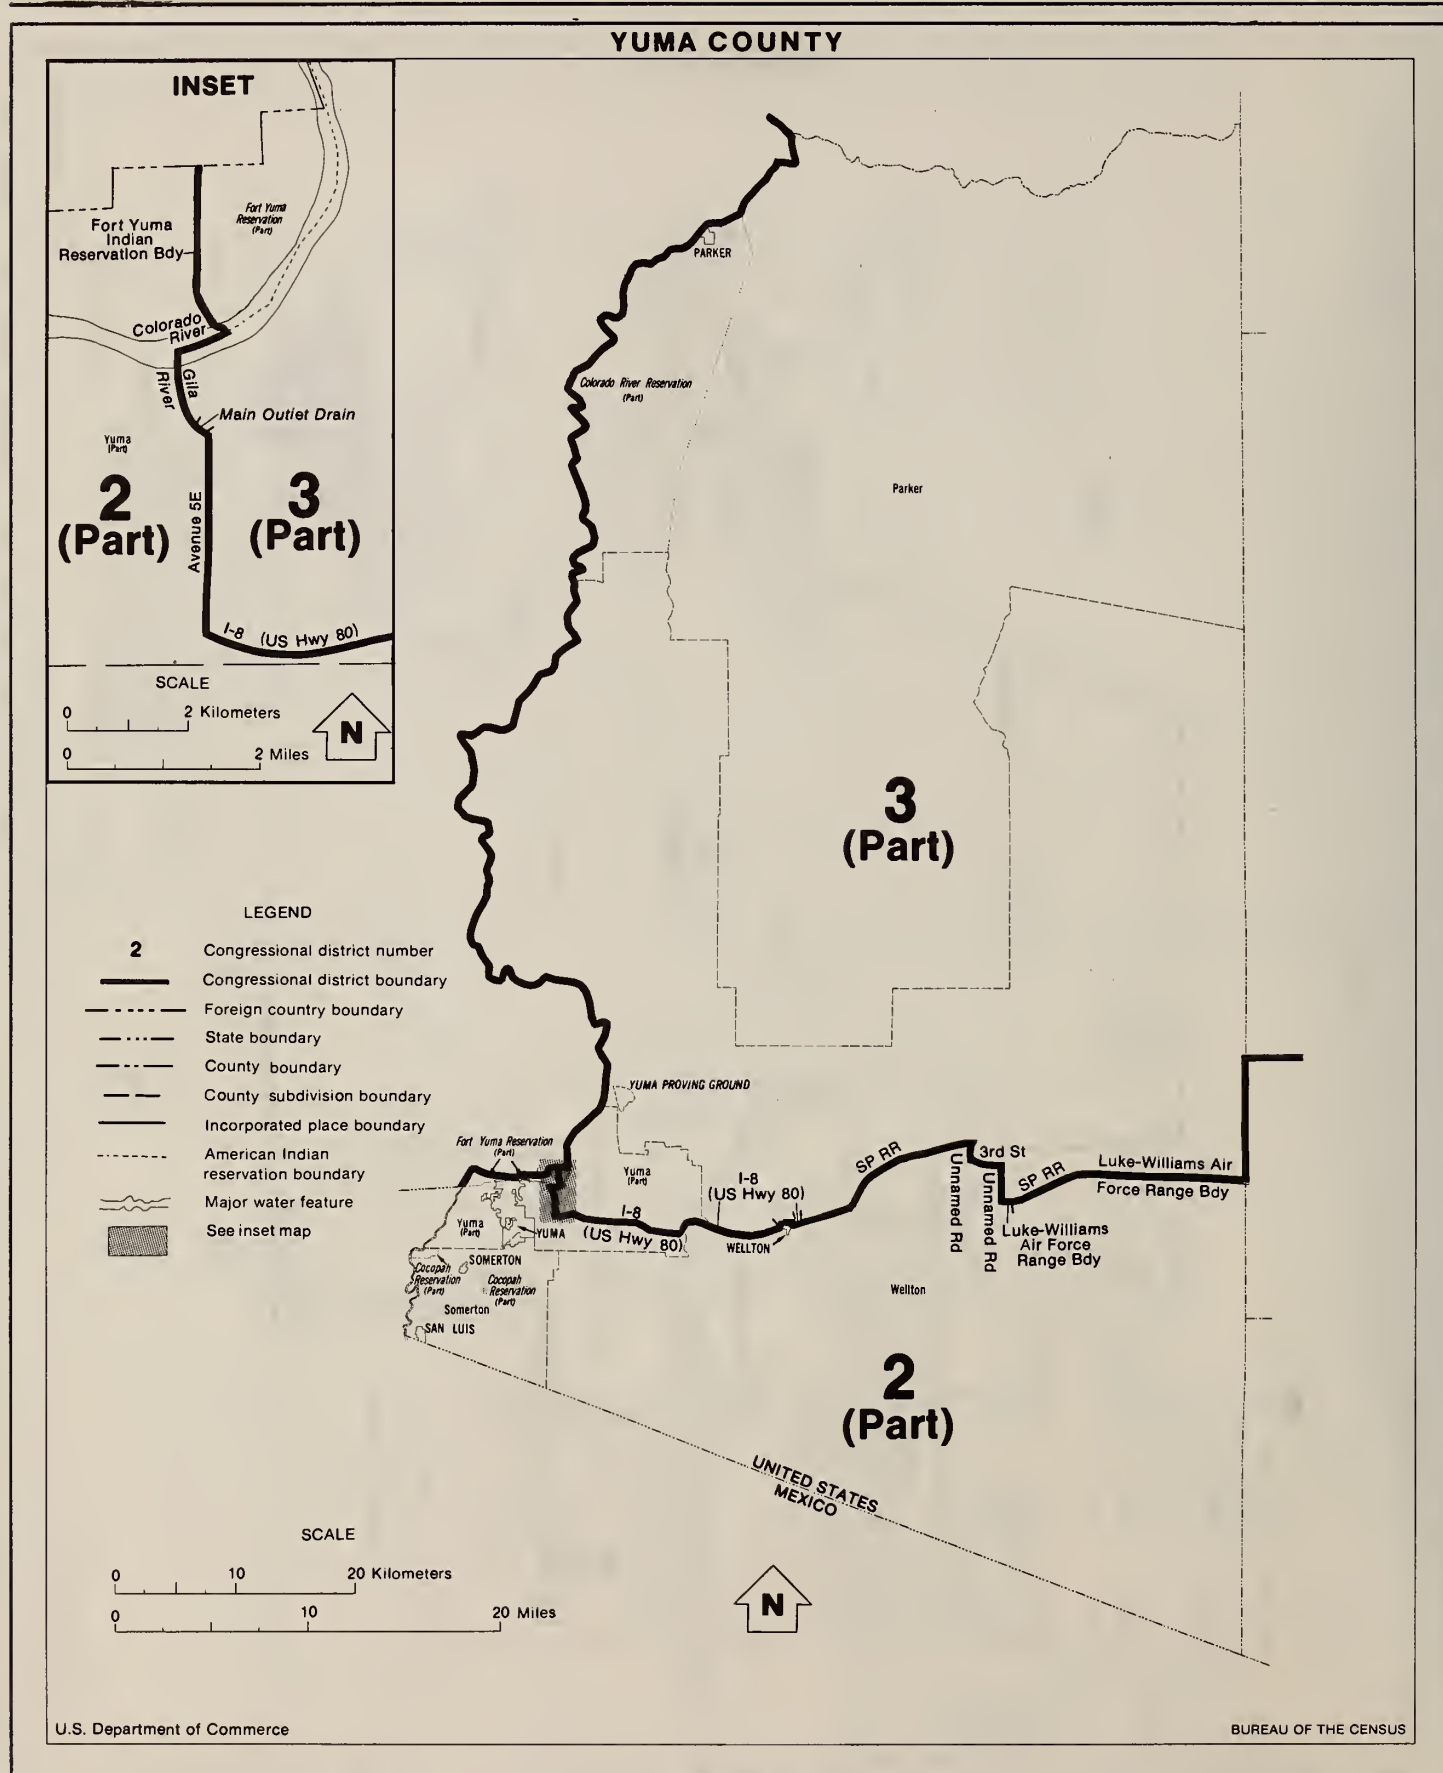 YUMA COUNTY
INSET
Fort Yuma
Reservation
(Part)
Fort Yuma
Indian
Reservation Bdy
Colorado
River
Gila
River
Main Outlet Drain
Yuma
(Part)
2
(Part)
3
(Part)
Avenue 5E
I-8 (US Hwy 80)
SCALE
0 2 Kilometers
0 2 Miles
N
PARKER
Colorado River Reservation
(Part)
Parker
3
(Part)
LEGEND
2 Congressional district number
Congressional district boundary
Foreign country boundary
State boundary
County boundary
County subdivision boundary
Incorporated place boundary
American Indian
reservation boundary
Major water feature
See inset map
YUMA PROVING GROUND
Fort Yuma Reservation
(Part)
Yuma
(Part)
I-8
(US Hwy 80)
I-8
(US Hwy 80)
WELLTON
SP RR
3rd St
Unnamed Rd
Unnamed Rd
SP RR
Luke-Williams Air
Force Range Bdy
Luke-Williams
Air Force
Range Bdy
Yuma
(Part)
YUMA
SOMERTON
Cocopah
Reservation
(Part)
Cocopah
Reservation
(Part)
Somerton
SAN LUIS
Wellton
2
(Part)
UNITED STATES
MEXICO
SCALE
0 10 20 Kilometers
0 10 20 Miles
N
U.S. Department of Commerce
BUREAU OF THE CENSUS